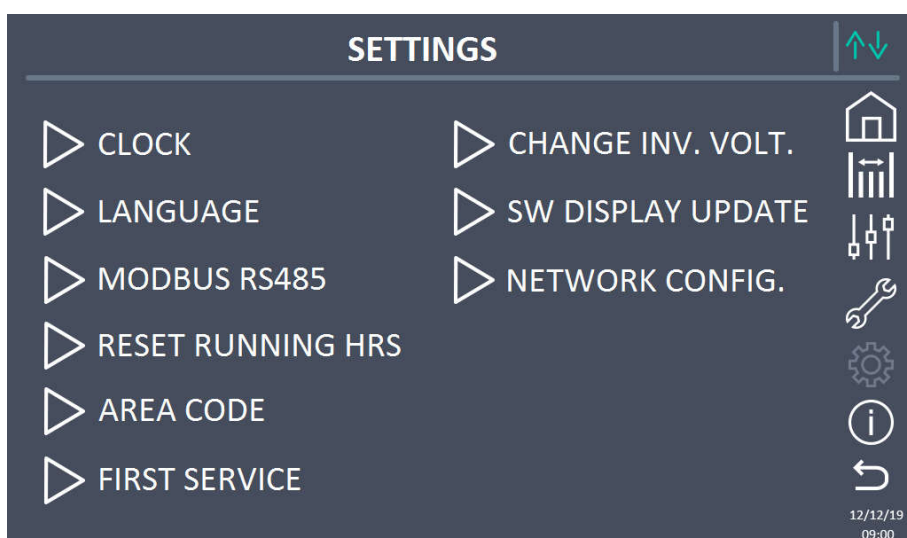 SETTINGS
CLOCK
LANGUAGE
MODBUS RS485
RESET RUNNING HRS
AREA CODE
FIRST SERVICE
CHANGE INV. VOLT.
SW DISPLAY UPDATE
NETWORK CONFIG.
i
12/12/19
09:00